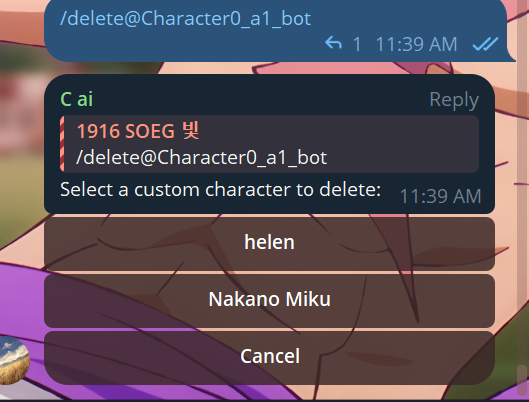 /delete@Character0_a1_bot
1 11:39 AM
C ai Reply
1916 SOEG 빛
/delete@Character0_a1_bot
Select a custom character to delete: 11:39 AM
helen
Nakano Miku
Cancel